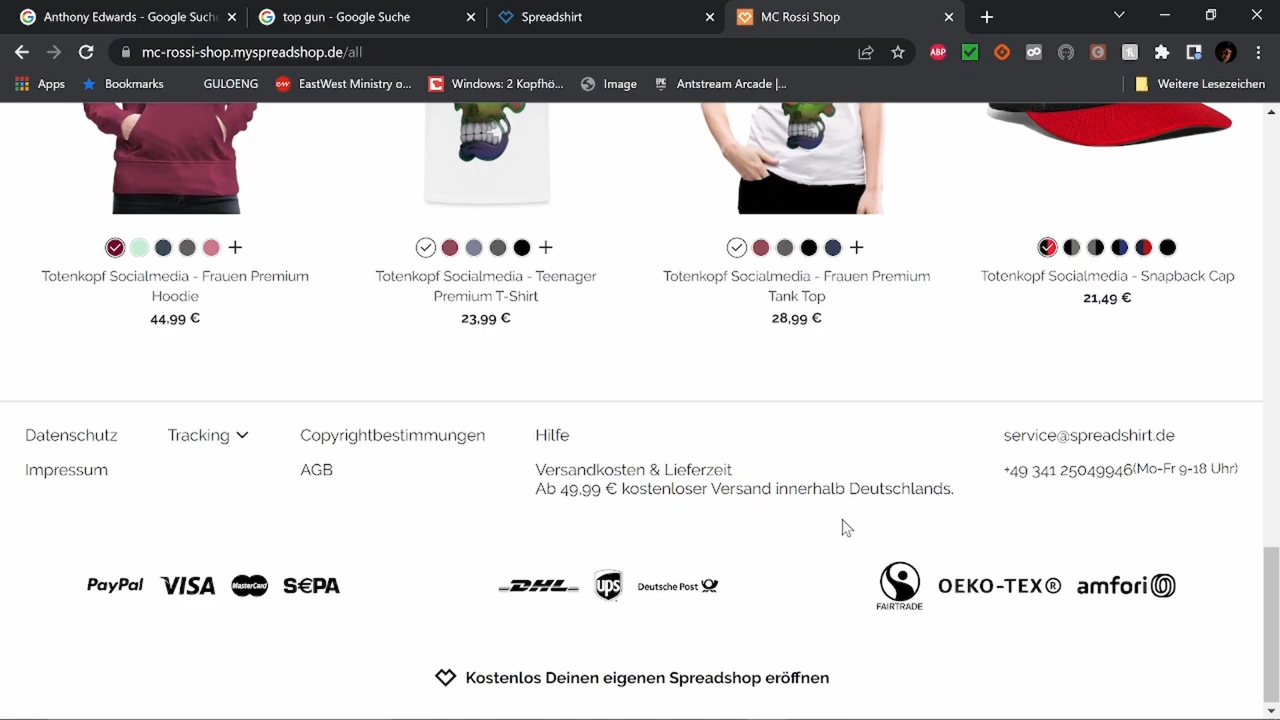 Anthony Edwards - Google Suche
top gun - Google Suche
Spreadshirt
MC Rossi Shop
mc-rossi-shop.myspreadshop.de/all
ABP
Apps
Bookmarks
GULOENG
EastWest Ministry o...
Windows: 2 Kopfho...
Image
Antstream Arcade |...
Weitere Lesezeichen
Totenkopf Socialmedia - Frauen Premium
Hoodie
44,99 €
Totenkopf Socialmedia - Teenager
Premium T-Shirt
23,99 €
Totenkopf Socialmedia - Frauen Premium
Tank Top
28,99 €
Totenkopf Socialmedia - Snapback Cap
21,49 €
Datenschutz
Tracking
Copyrightbestimmungen
Hilfe
service@spreadshirt.de
Impressum
AGB
Versandkosten & Lieferzeit
Ab 49.99 € kostenloser Versand innerhalb Deutschlands.
+49 341 25049946(Mo-Fr 9-18 Uhr)
PayPal
VISA
MasterCard
S€PA
DHL
ups
Deutsche Post
FAIRTRADE
OEKO-TEX®
amfori
Kostenlos Deinen eigenen Spreadshop eröffnen